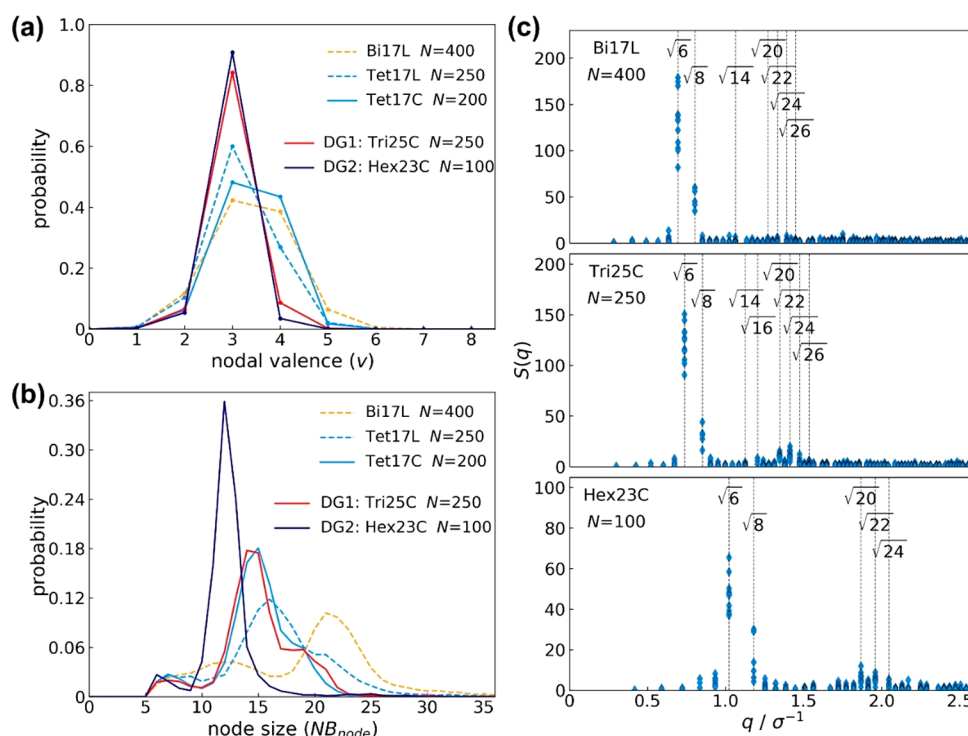 (a)
1.0
0.8
0.6
0.4
0.2
0
probability
Bi17L N=400
Tet17L N=250
Tet17C N=200
DG1: Tri25C N=250
DG2: Hex23C N=100
0 1 2 3 4 5 6 7 8
nodal valence (v)
(b)
0.36
0.30
0.24
0.18
0.12
0.06
0
probability
Bi17L N=400
Tet17L N=250
Tet17C N=200
DG1: Tri25C N=250
DG2: Hex23C N=100
0 5 10 15 20 25 30 35
node size (NBnode)
(c)
200
150
100
50
0
Bi17L
N=400
√6
√8
√14
√20
√22
√24
√26
200
150
100
50
0
S(q)
Tri25C
N=250
√6
√8
√14
√16
√20
√22
√24
√26
100
80
60
40
20
0
Hex23C
N=100
√6
√8
√20
√22
√24
0 0.5 1.0 1.5 2.0 2.5
q / σ⁻¹